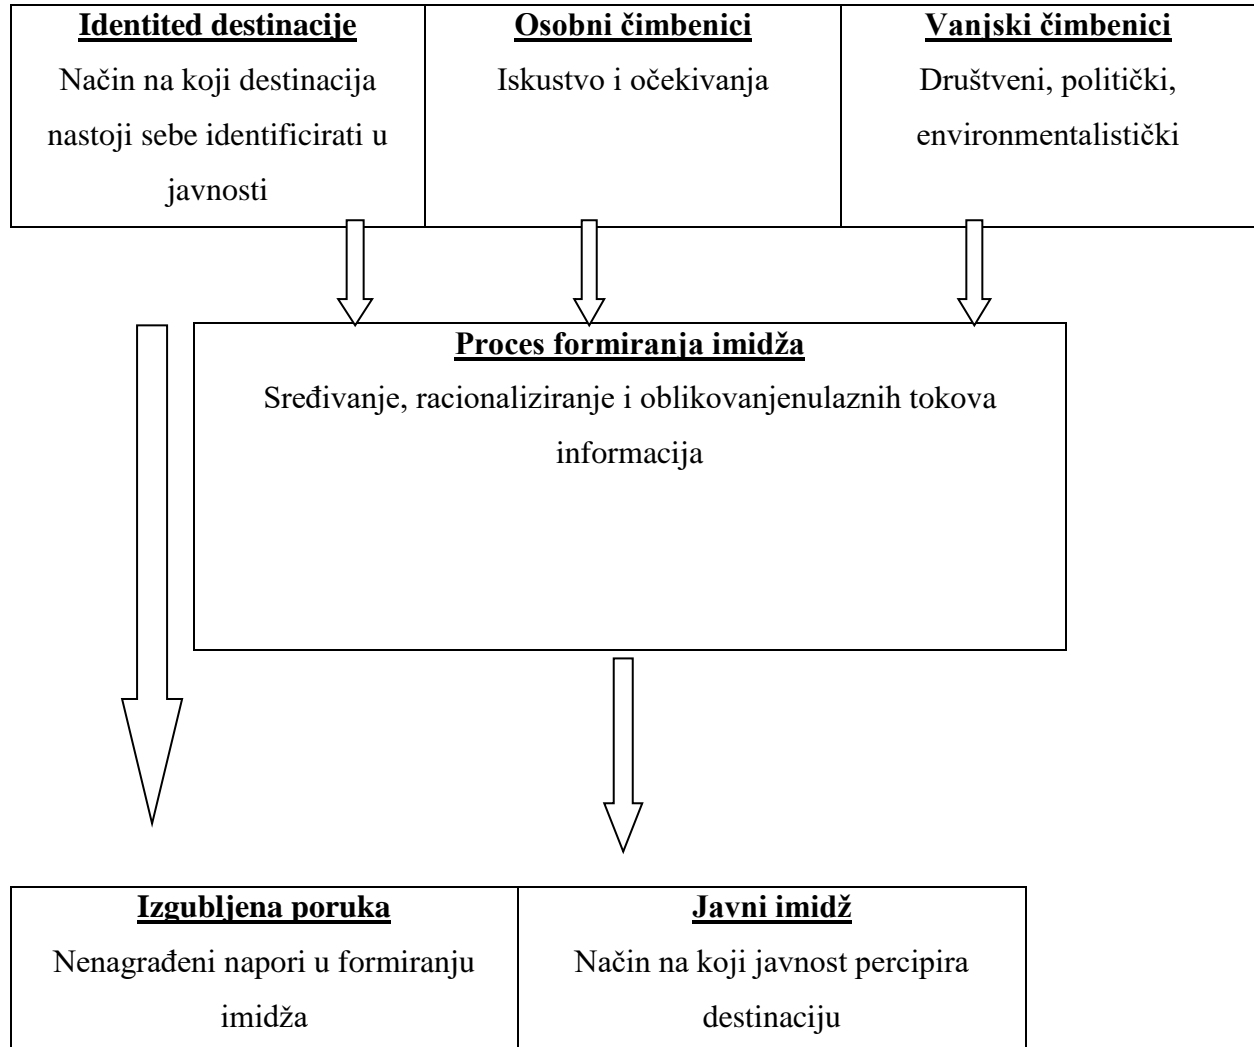 Identited destinacije
Način na koji destinacija
nastoji sebe identificirati u
javnosti
Osobni čimbenici
Iskustvo i očekivanja
Vanjski čimbenici
Društveni, politički,
environmentalistički
Proces formiranja imidža
Sređivanje, racionaliziranje i oblikovanjenulaznih tokova
informacija
Izgubljena poruka
Nenagrađeni napori u formiranju
imidža
Javni imidž
Način na koji javnost percipira
destinaciju